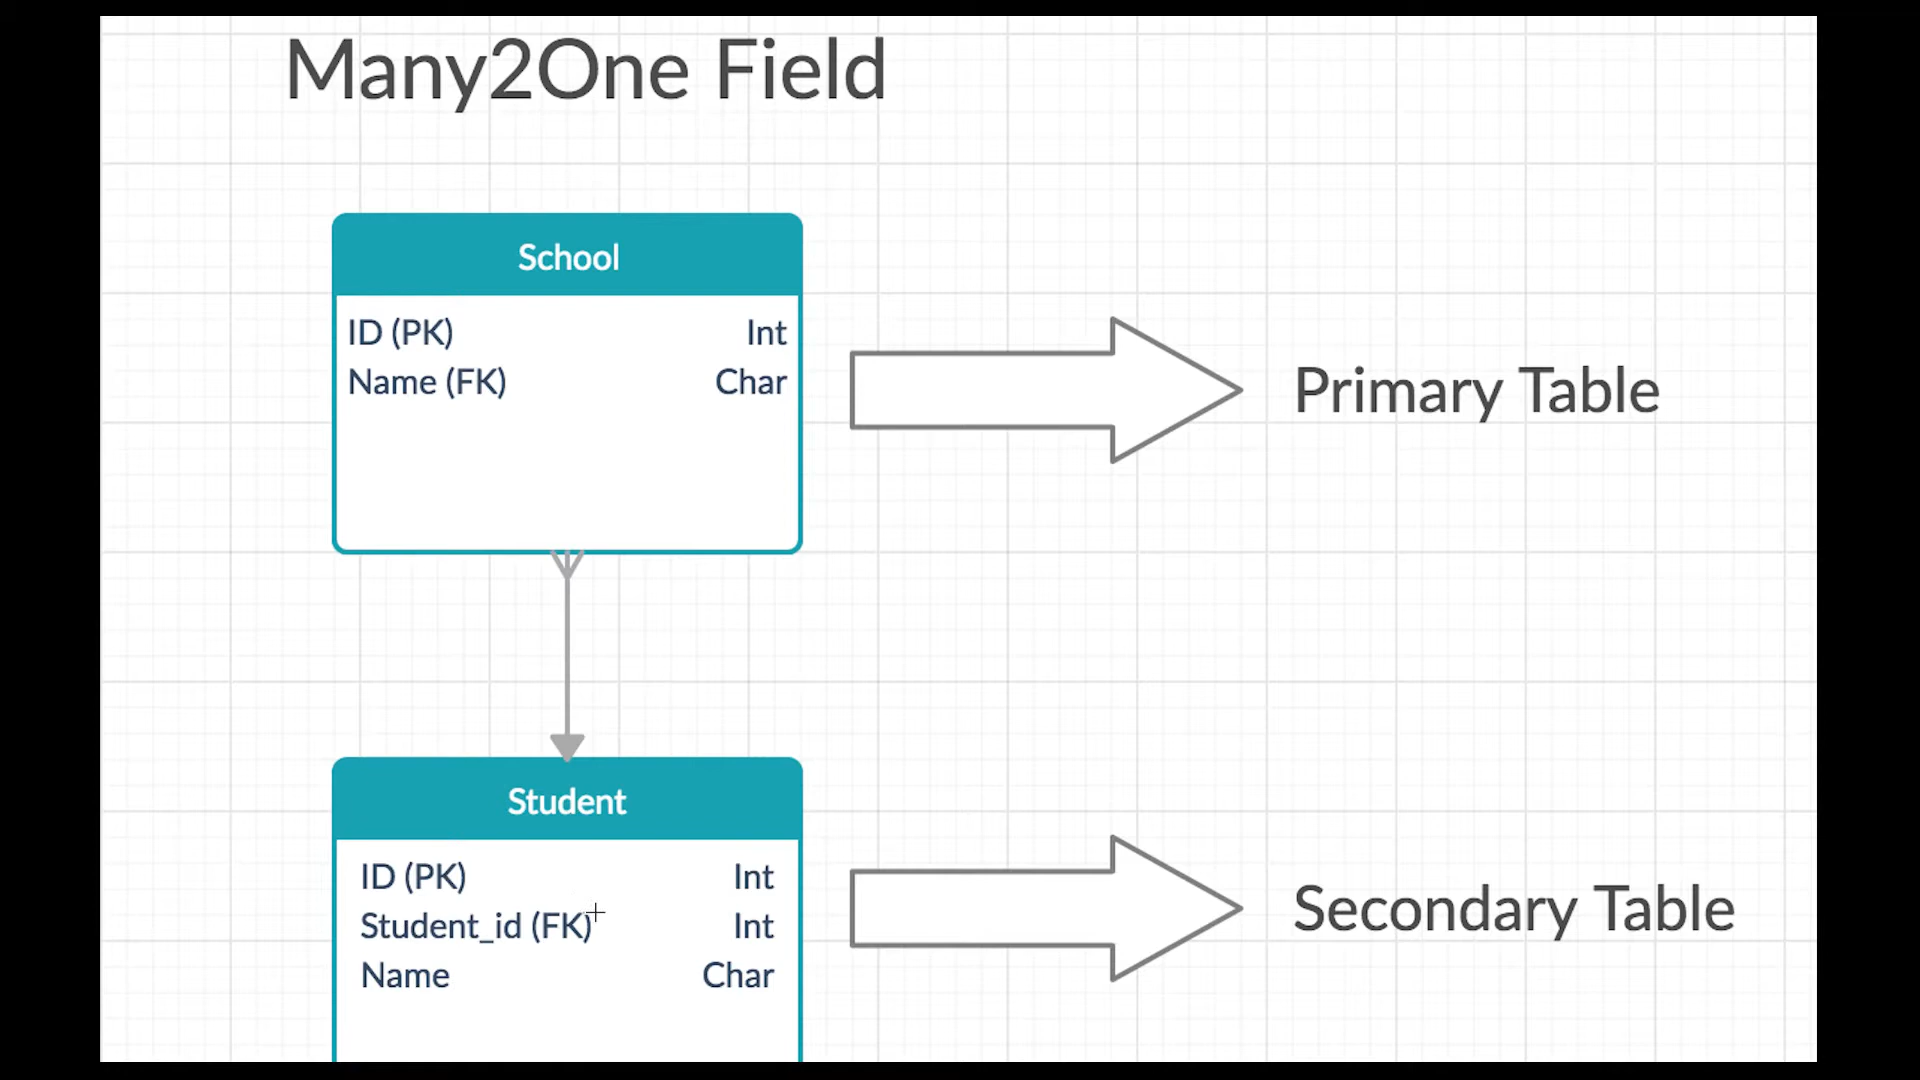 Many2One Field
School
ID (PK) Int
Name (FK) Char
Primary Table
Student
ID (PK) Int
Student_id (FK) Int
Name Char
Secondary Table